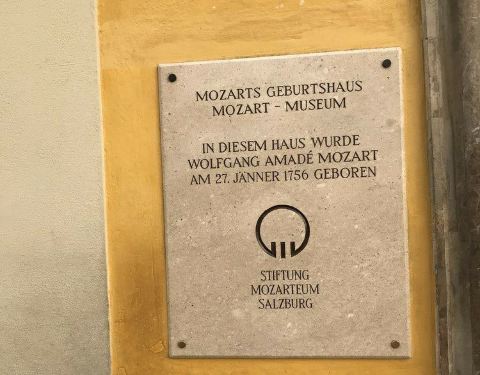 MOZARTS GEBURTSHAUS
MOZART - MUSEUM
IN DIESEM HAUS WURDE
WOLFGANG AMADÉ MOZART
AM 27. JÄNNER 1756 GEBOREN
STIFTUNG
MOZARTEUM
SALZBURG